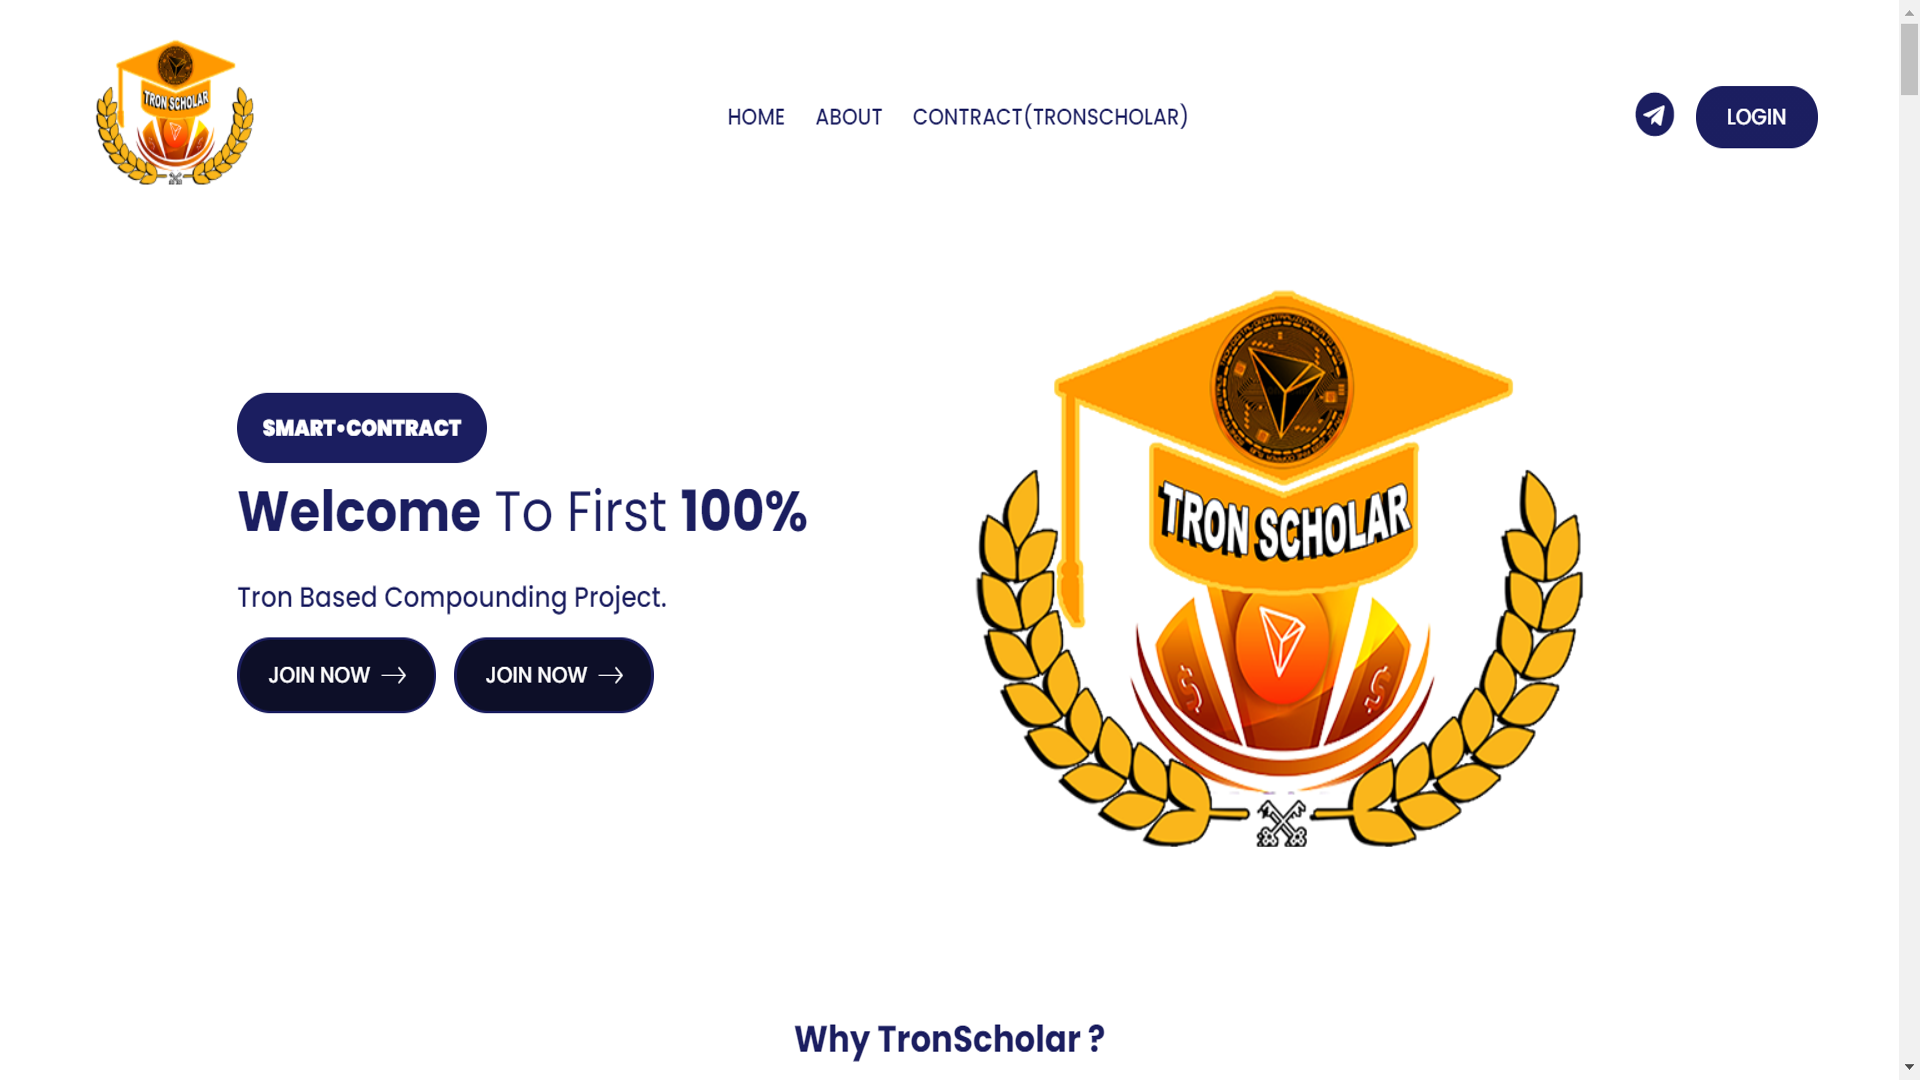 TRON SCHOLAR
HOME
ABOUT
CONTRACT(TRONSCHOLAR)
LOGIN
SMART•CONTRACT
Welcome To First 100%
Tron Based Compounding Project.
JOIN NOW
JOIN NOW
TRON SCHOLAR
Why TronScholar ?